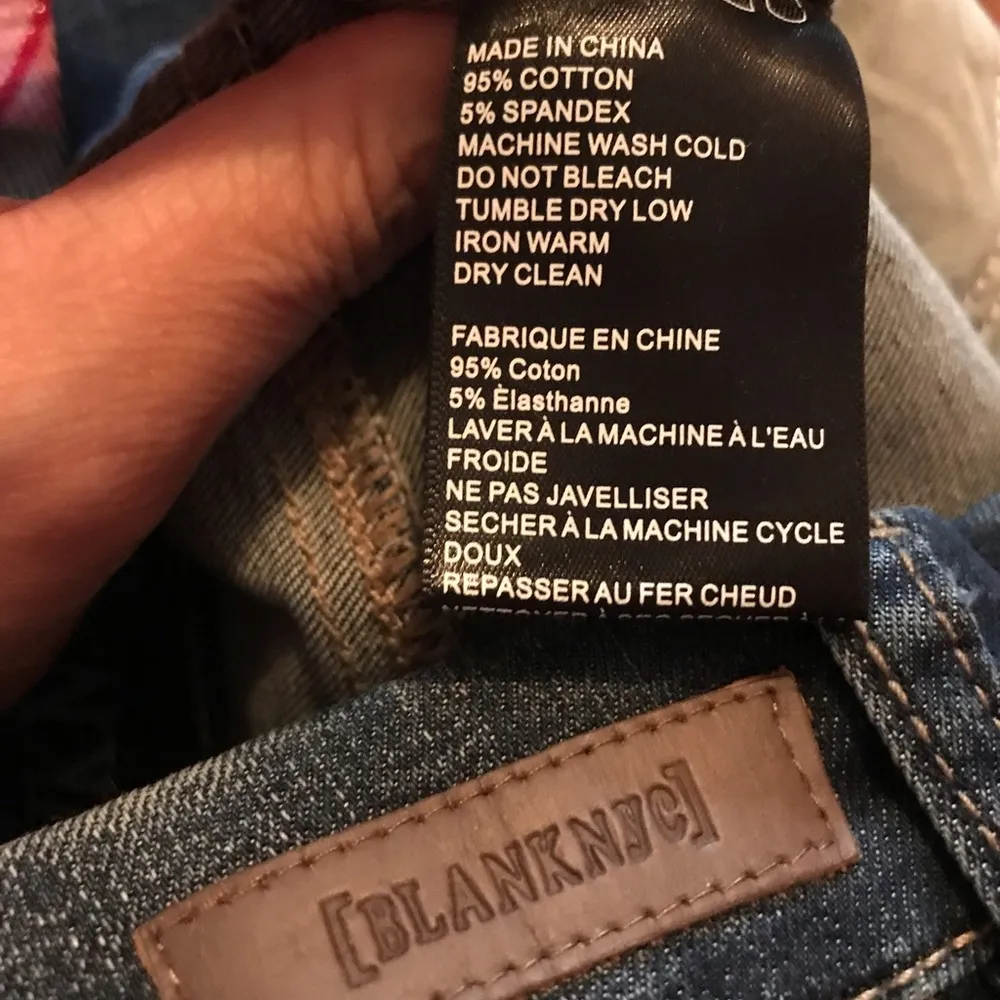 MADE IN CHINA
95% COTTON
5% SPANDEX
MACHINE WASH COLD
DO NOT BLEACH
TUMBLE DRY LOW
IRON WARM
DRY CLEAN
FABRIQUE EN CHINE
95% Coton
5% Èlasthanne
LAVER À LA MACHINE À L'EAU
FROIDE
NE PAS JAVELLISER
SECHER À LA MACHINE CYCLE
DOUX
REPASSER AU FER CHEUD
[BLANKNYC]